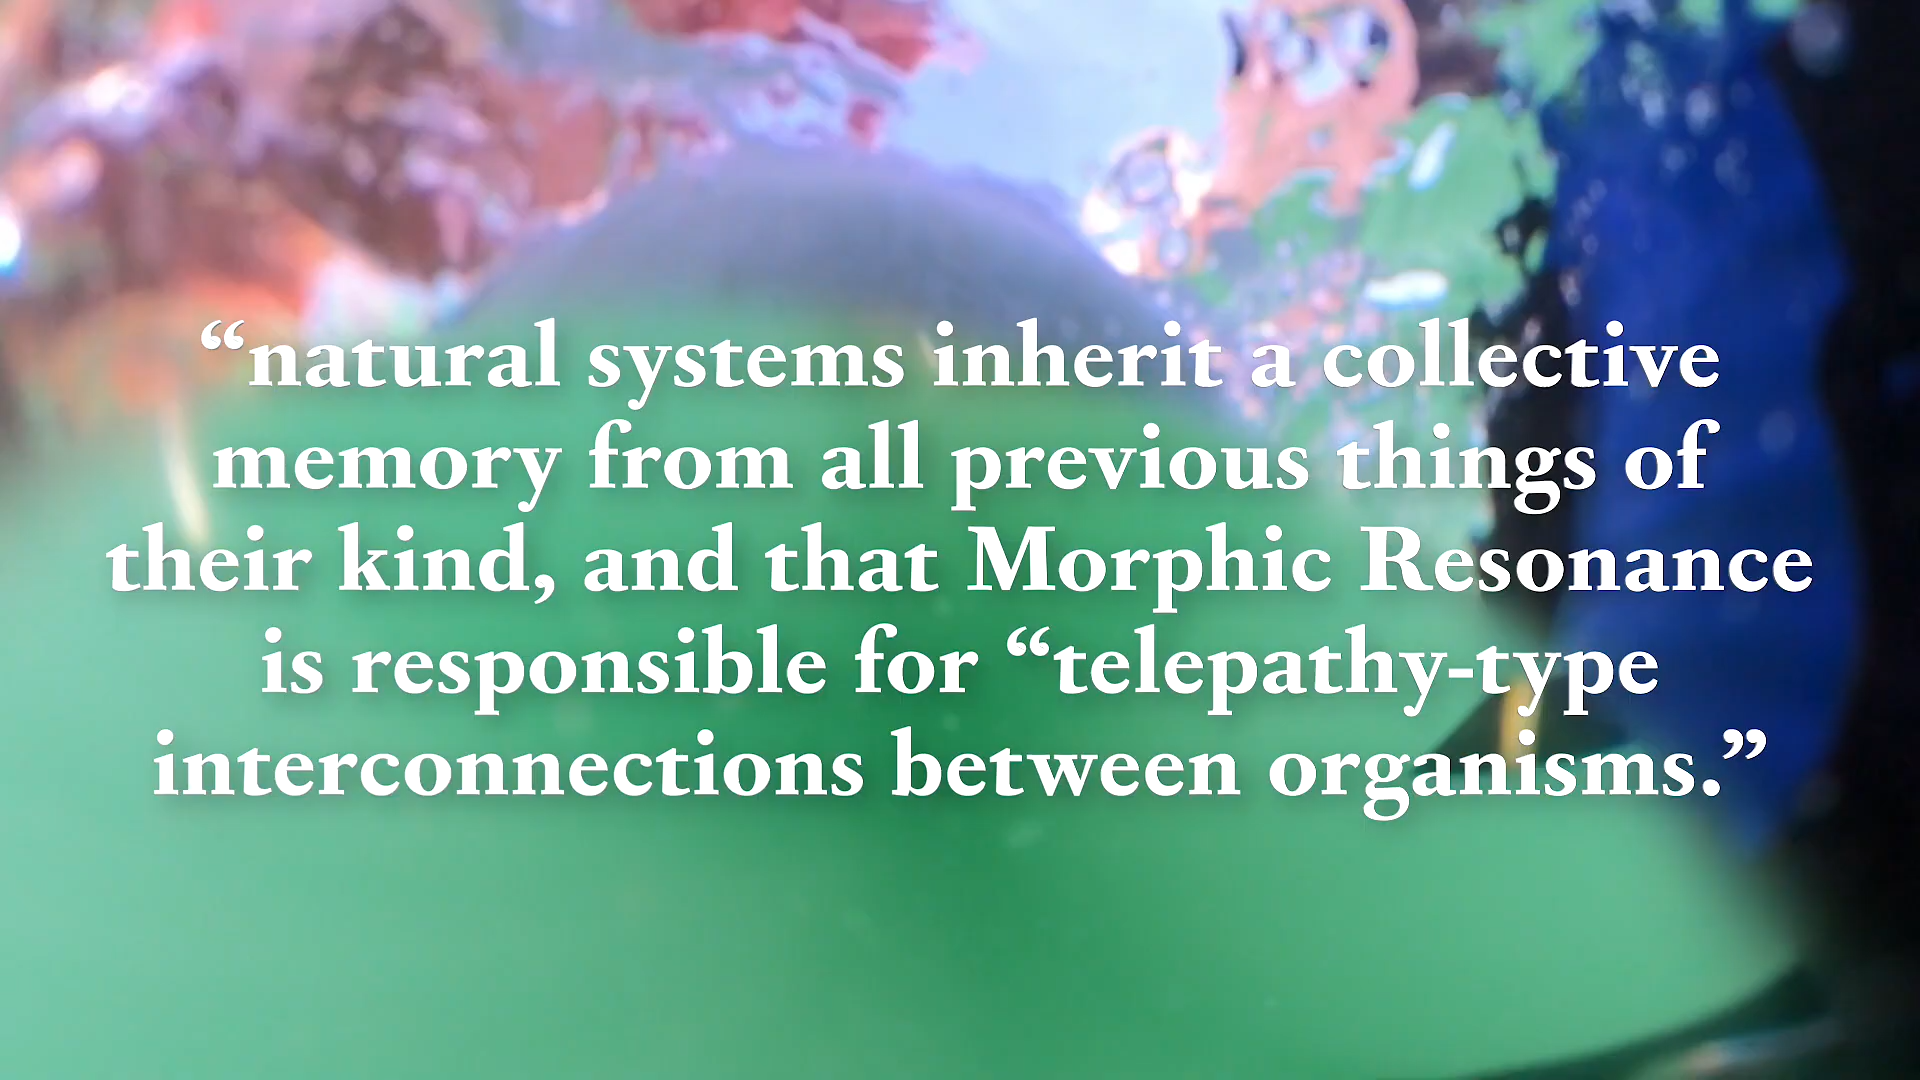 “natural systems inherit a collective
memory from all previous things of
their kind, and that Morphic Resonance
is responsible for “telepathy-type
interconnections between organisms.”